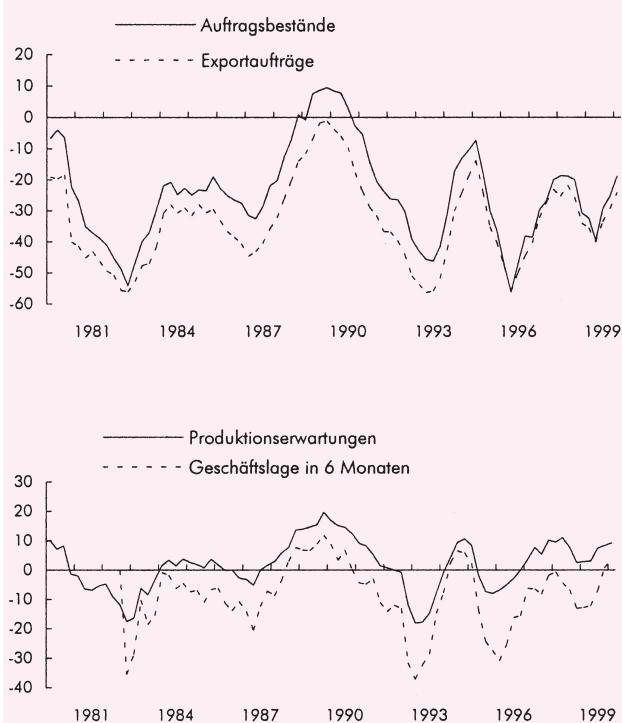 Auftragsbestände
Exportaufträge
20
10
0
-10
-20
-30
-40
-50
-60
1981 1984 1987 1990 1993 1996 1999
Produktionserwartungen
Geschäftslage in 6 Monaten
30
20
10
0
-10
-20
-30
-40
1981 1984 1987 1990 1993 1996 1999